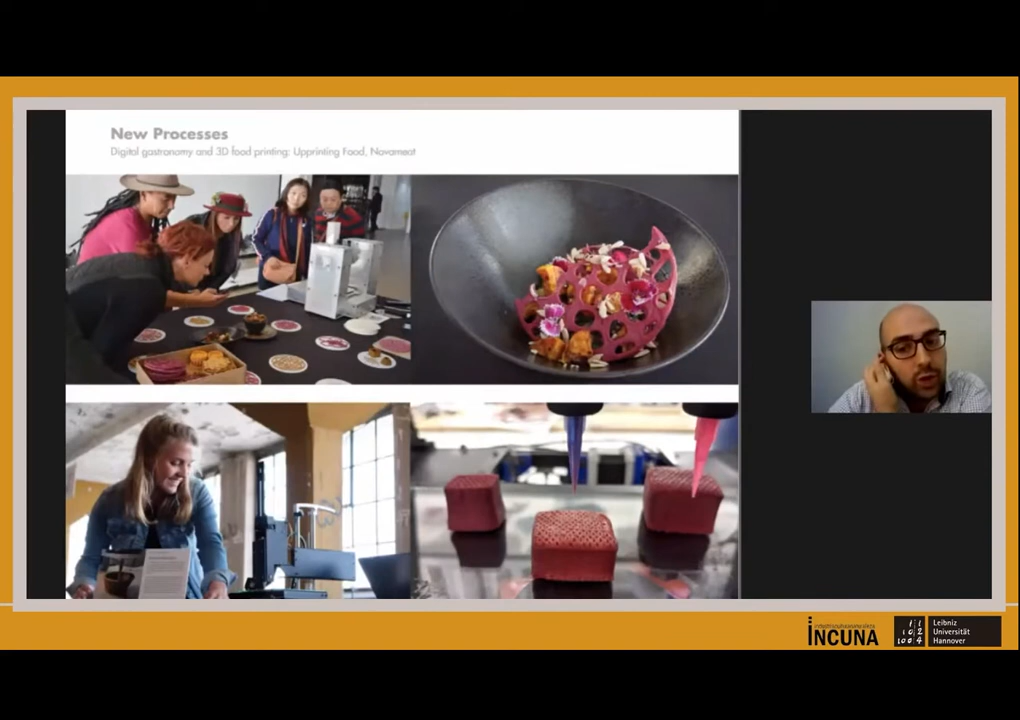 New Processes
Digital gastronomy and 3D food printing: Upprinting Food, Novameat
INCUNA
Leibniz
Universität
Hannover